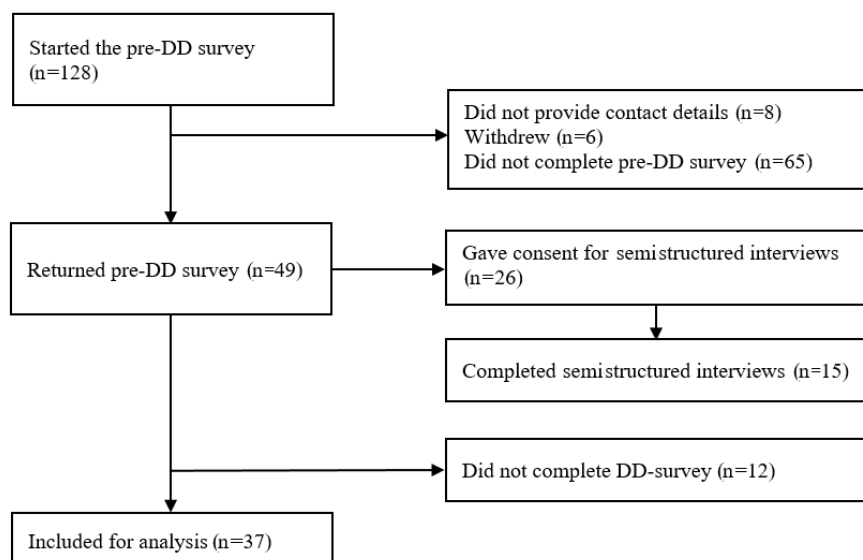 Started the pre-DD survey
(n=128)
Did not provide contact details (n=8)
Withdrew (n=6)
Did not complete pre-DD survey (n=65)
Returned pre-DD survey (n=49)
Gave consent for semistructured interviews
(n=26)
Completed semistructured interviews (n=15)
Did not complete DD-survey (n=12)
Included for analysis (n=37)